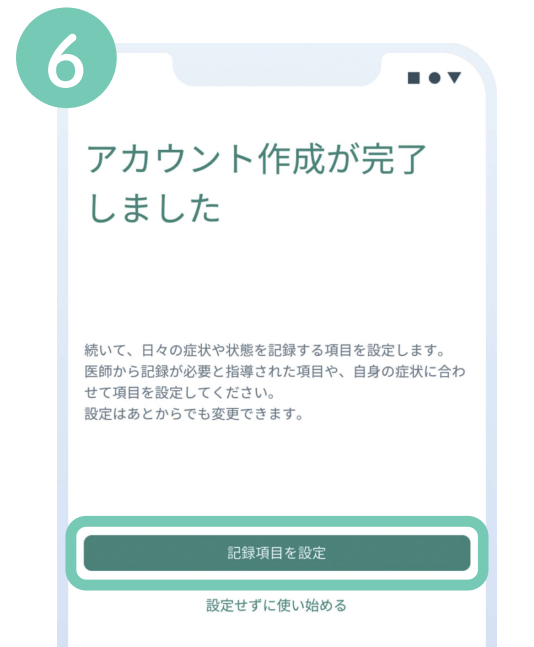 6
アカウント作成が完了
しました
続いて、日々の症状や状態を記録する項目を設定します。
医師から記録が必要と指導された項目や、自身の症状に合わ
せて項目を設定してください。
設定はあとからでも変更できます。
記録項目を設定
設定せずに使い始める